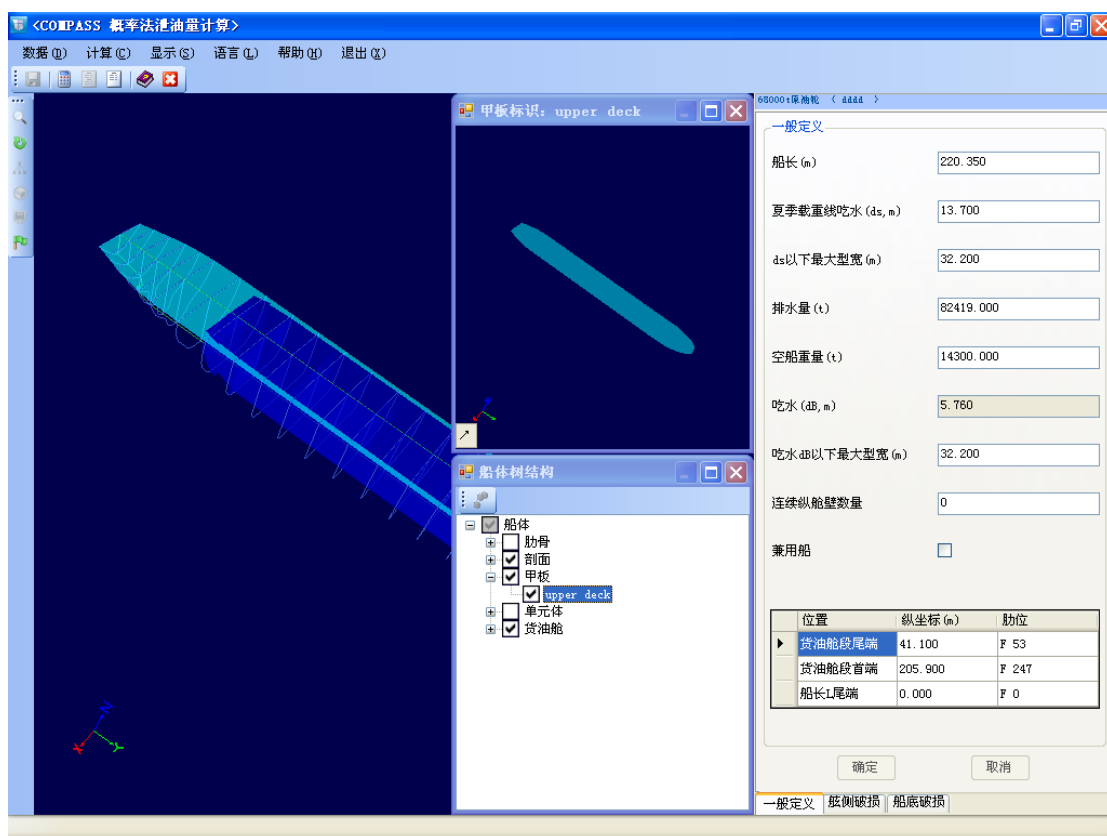 <COMPASS 概率法泄油量计算>
数据(D) 计算(C) 显示(S) 语言(L) 帮助(H) 退出(X)
68000t原油轮 < dddd >
甲板标识: upper deck
一般定义
船长(m) 220.350
夏季载重线吃水(ds,m) 13.700
ds以下最大型宽(m) 32.200
排水量(t) 82419.000
空船重量(t) 14300.000
吃水(dB,m) 5.760
吃水dB以下最大型宽(m) 32.200
连续纵舱壁数量 0
兼用船
船体树结构
船体
肋骨
剖面
甲板
upper deck
单元体
货油舱
位置 纵坐标(m) 肋位
货油舱段尾端 41.100 F 53
货油舱段首端 205.900 F 247
船长L尾端 0.000 F 0
Z
X Y
确定 取消
一般定义 舷侧破损 船底破损